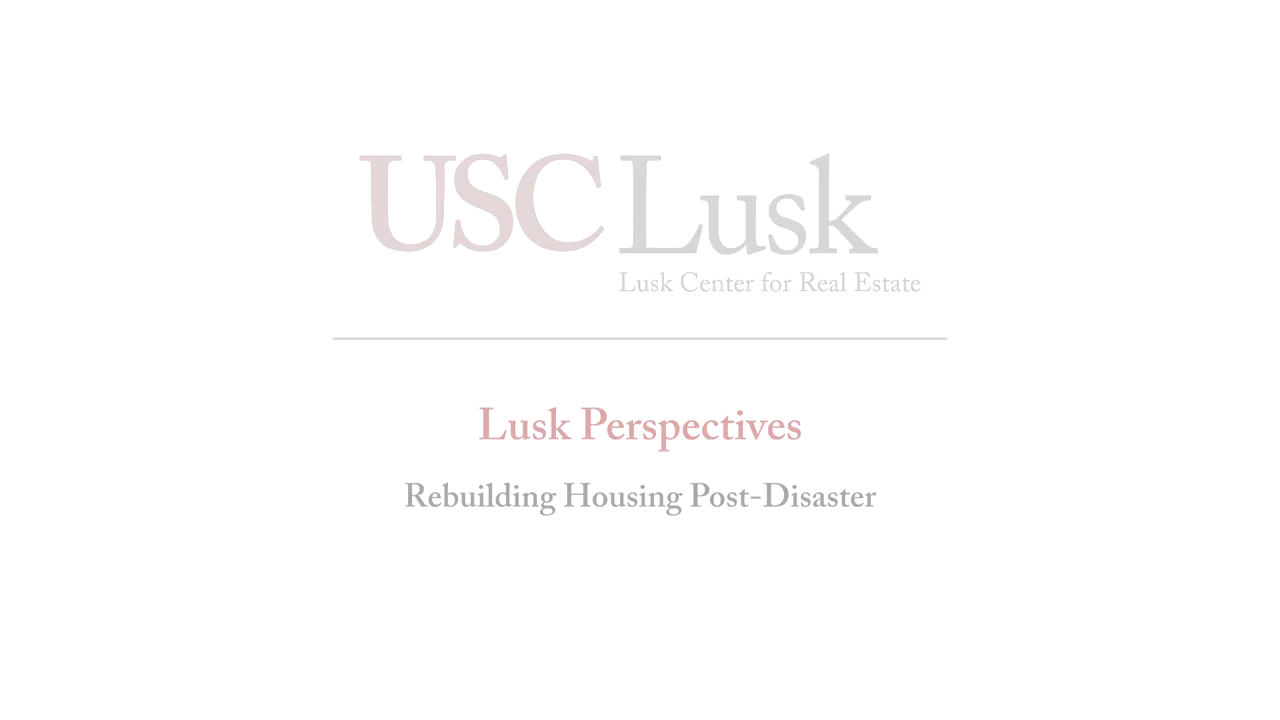 USC Lusk
Lusk Center for Real Estate
Lusk Perspectives
Rebuilding Housing Post-Disaster